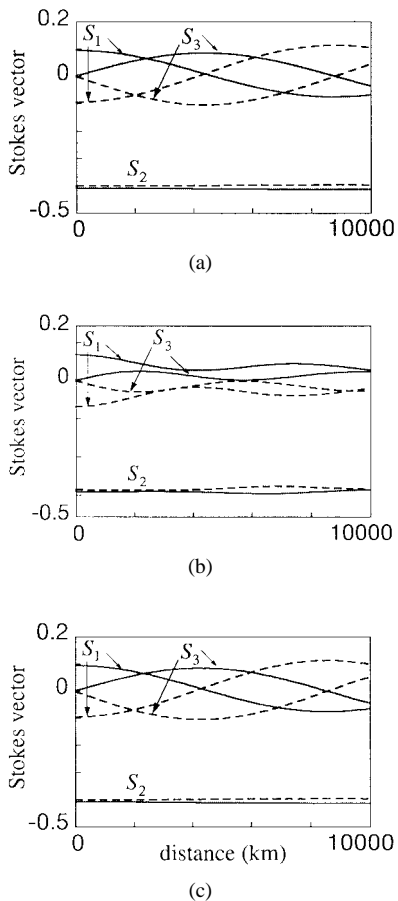 0.2
S1
S3
0
Stokes vector
S2
-0.5
0
10000
(a)
0.2
S1
S3
0
Stokes vector
S2
-0.5
0
10000
(b)
0.2
S1
S3
0
Stokes vector
S2
-0.5
0
distance (km)
10000
(c)